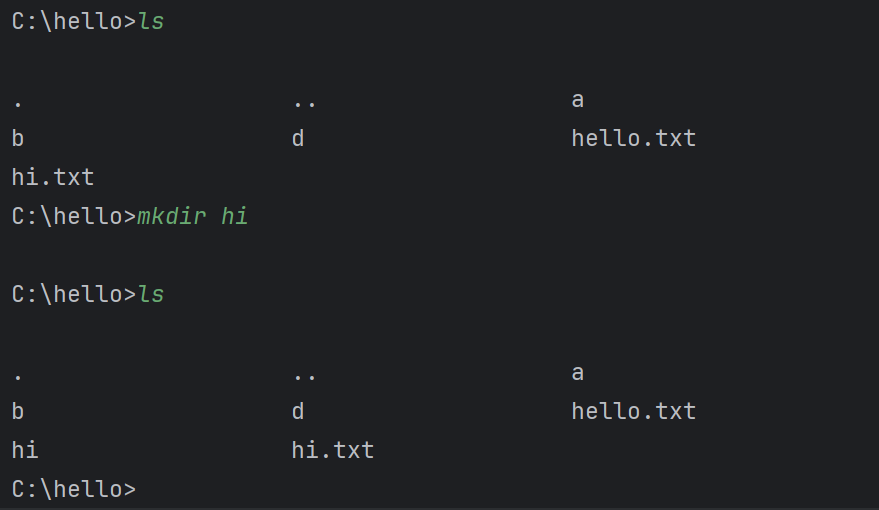 C:\hello>ls
. .. a
b d hello.txt
hi.txt
C:\hello>mkdir hi
C:\hello>ls
. .. a
b d hello.txt
hi hi.txt
C:\hello>